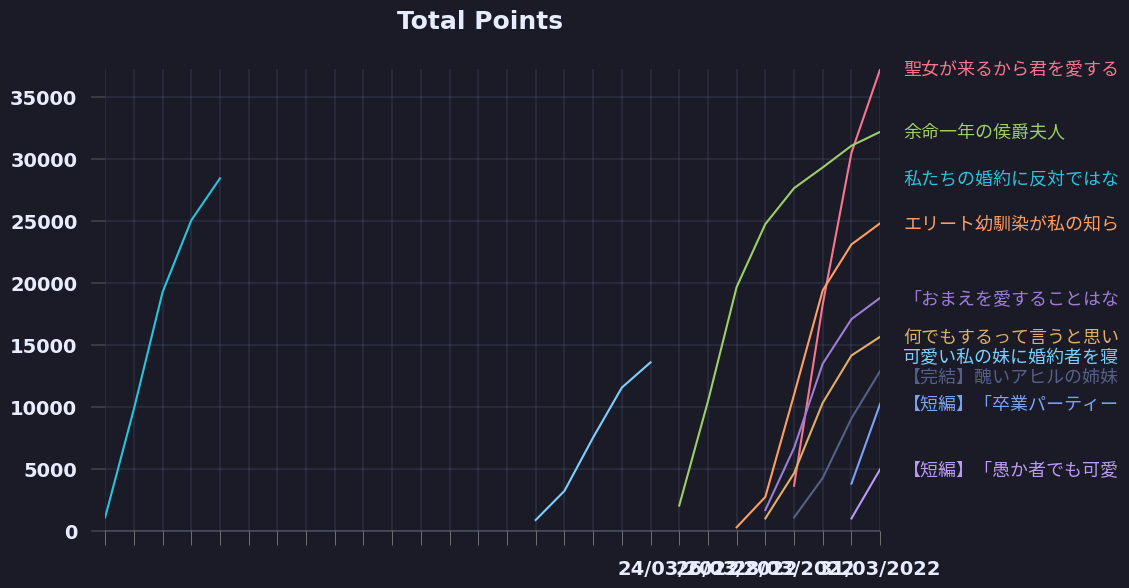 Total Points
35000
30000
25000
20000
15000
10000
5000
0
聖女が来るから君を愛する
余命一年の侯爵夫人
私たちの婚約に反対ではな
エリート幼馴染が私の知ら
「おまえを愛することはな
何でもするって言うと思い
可愛い私の妹に婚約者を寝
【完結】醜いアヒルの姉妹
【短編】「卒業パーティー
【短編】「愚か者でも可愛
31/03/2022